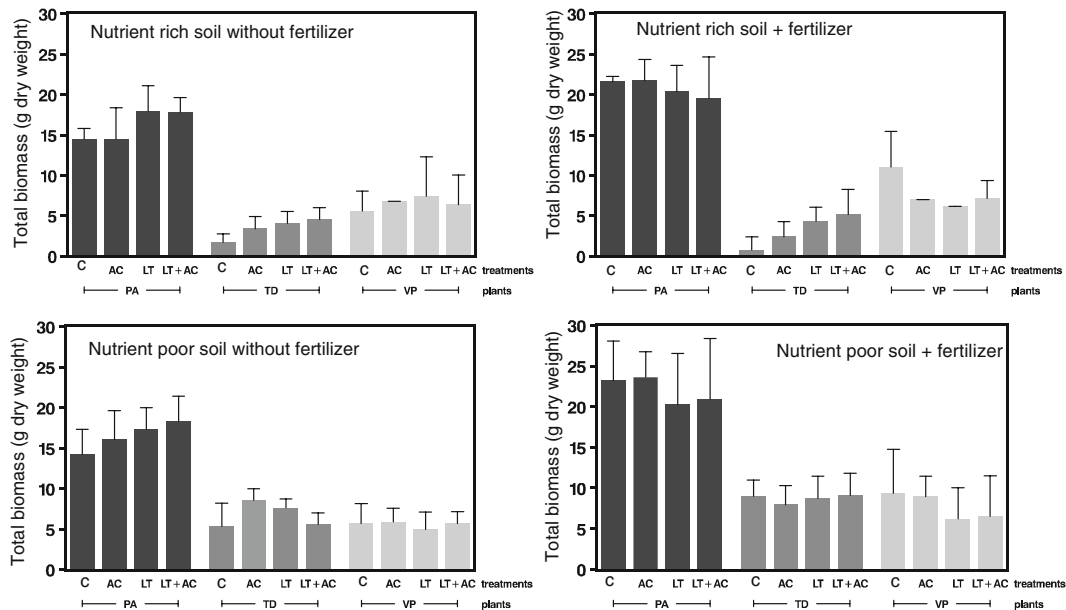 Nutrient rich soil without fertilizer
Total biomass (g dry weight)
30
25
20
15
10
5
0
C AC LT LT+AC C AC LT LT+AC C AC LT LT+AC treatments
PA TD VP plants
Nutrient rich soil + fertilizer
Total biomass (g dry weight)
30
25
20
15
10
5
0
C AC LT LT+AC C AC LT LT+AC C AC LT LT+AC treatments
PA TD VP plants
Nutrient poor soil without fertilizer
Total biomass (g dry weight)
30
25
20
15
10
5
0
C AC LT LT+AC C AC LT LT+AC C AC LT LT+AC treatments
PA TD VP plants
Nutrient poor soil + fertilizer
Total biomass (g dry weight)
30
25
20
15
10
5
0
C AC LT LT+AC C AC LT LT+AC C AC LT LT+AC treatments
PA TD VP plants